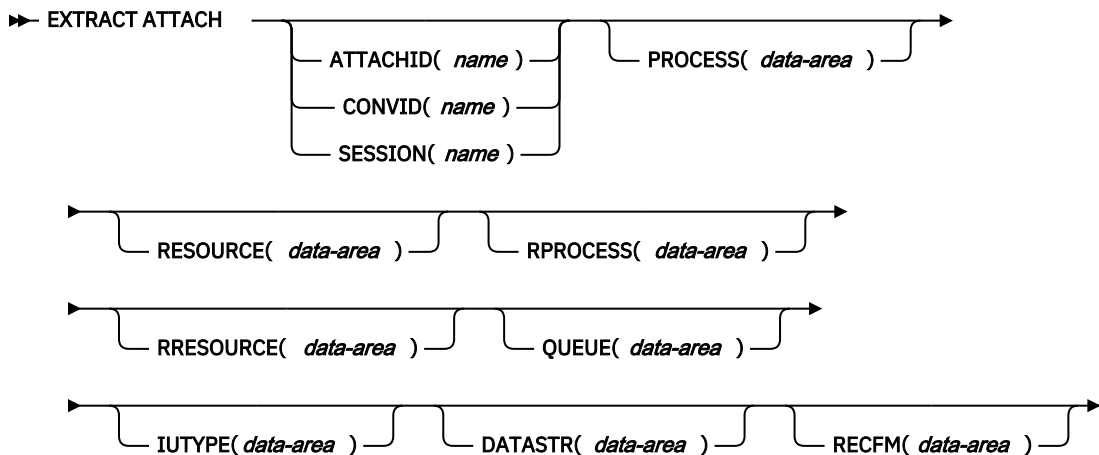 EXTRACT ATTACH
ATTACHID( name ) PROCESS( data-area )
CONVID( name )
SESSION( name )
RESOURCE( data-area ) RPROCESS( data-area )
RRESOURCE( data-area ) QUEUE( data-area )
IUTYPE( data-area ) DATASTR( data-area ) RECFM( data-area )